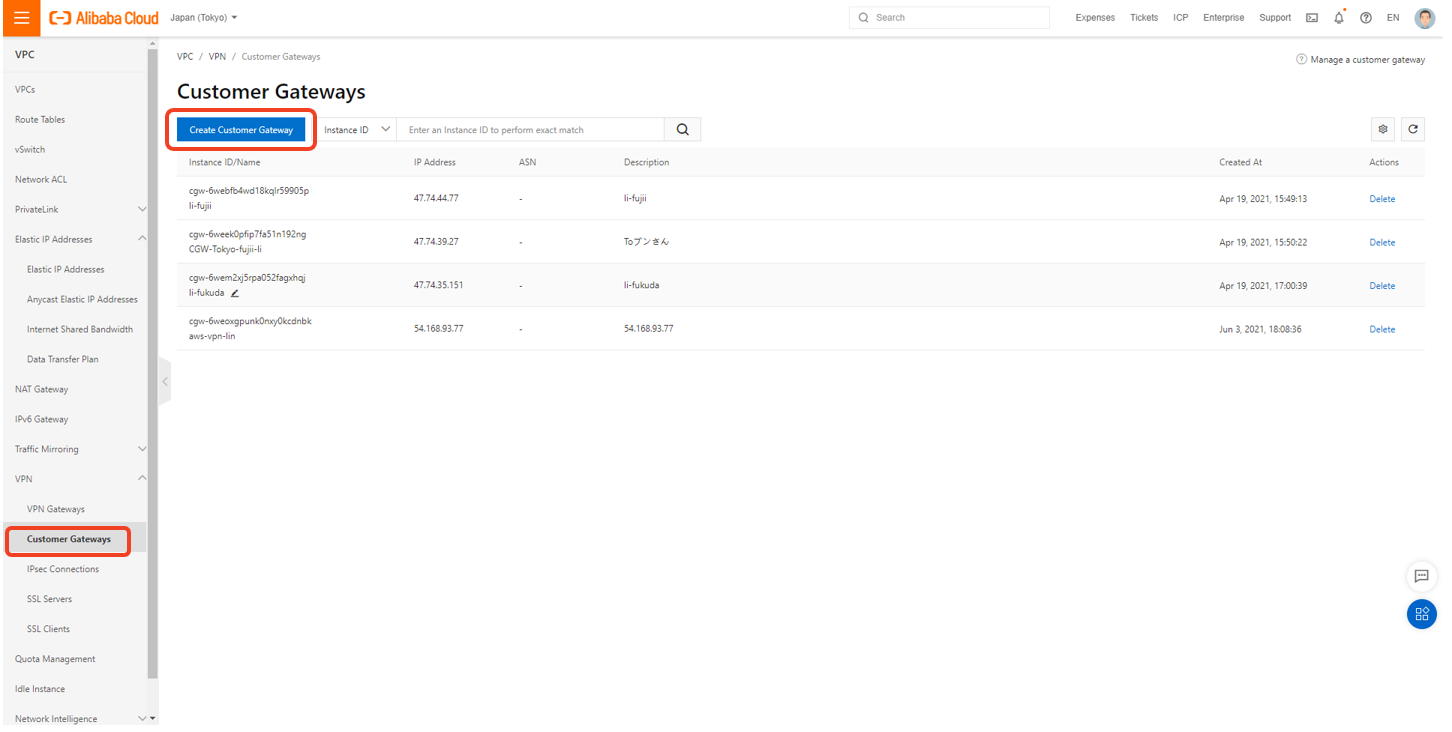 Alibaba Cloud
Japan (Tokyo)
Search
Expenses
Tickets
ICP
Enterprise
Support
EN
VPC
VPCs
Route Tables
vSwitch
Network ACL
PrivateLink
Elastic IP Addresses
Elastic IP Addresses
Anycast Elastic IP Addresses
Internet Shared Bandwidth
Data Transfer Plan
NAT Gateway
IPv6 Gateway
Traffic Mirroring
VPN
VPN Gateways
Customer Gateways
IPsec Connections
SSL Servers
SSL Clients
Quota Management
Idle Instance
Network Intelligence
VPC / VPN / Customer Gateways
Manage a customer gateway
Customer Gateways
Create Customer Gateway
Instance ID
Enter an Instance ID to perform exact match
Instance ID/Name IP Address ASN Description Created At Actions
cgw-6webfb4wd18kqlr59905p
li-fujii
47.74.44.77 - li-fujii Apr 19, 2021, 15:49:13 Delete
cgw-6week0pfip7fa51n192ng
CGW-Tokyo-fujii-li
47.74.39.27 - Toブンさん Apr 19, 2021, 15:50:22 Delete
cgw-6wem2xj5rpa052fagxhqj
li-fukuda
47.74.35.151 - li-fukuda Apr 19, 2021, 17:00:39 Delete
cgw-6weoxgpunk0nxy0kcdnbk
aws-vpn-lin
54.168.93.77 - 54.168.93.77 Jun 3, 2021, 18:08:36 Delete